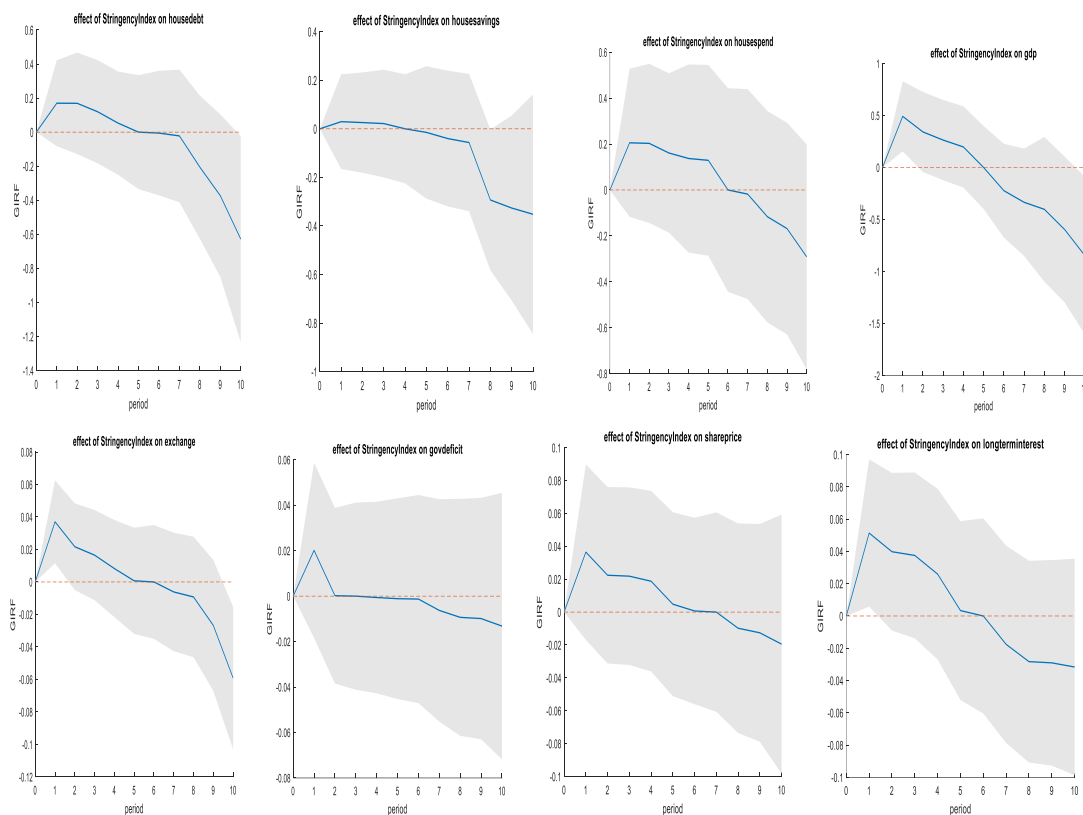 effect of StringencyIndex on housedebt
0.6
0.4
0.2
0
-0.2
-0.4
-0.6
-0.8
-1
-1.2
-1.4
GIRF
0 1 2 3 4 5 6 7 8 9 10
period
effect of StringencyIndex on housesavings
0.4
0.2
0
-0.2
-0.4
-0.6
-0.8
-1
GIRF
0 1 2 3 4 5 6 7 8 9 10
period
effect of StringencyIndex on housespend
0.6
0.4
0.2
0
-0.2
-0.4
-0.6
-0.8
GIRF
0 1 2 3 4 5 6 7 8 9 10
period
effect of StringencyIndex on gdp
1
0.5
0
-0.5
-1
-1.5
-2
GIRF
0 1 2 3 4 5 6 7 8 9 1
period
effect of StringencyIndex on exchange
0.08
0.06
0.04
0.02
0
-0.02
-0.04
-0.06
-0.08
-0.1
-0.12
GIRF
0 1 2 3 4 5 6 7 8 9 10
period
effect of StringencyIndex on govdeficit
0.06
0.04
0.02
0
-0.02
-0.04
-0.06
-0.08
GIRF
0 1 2 3 4 5 6 7 8 9 10
period
effect of StringencyIndex on shareprice
0.1
0.08
0.06
0.04
0.02
0
-0.02
-0.04
-0.06
-0.08
-0.1
GIRF
0 1 2 3 4 5 6 7 8 9 10
period
effect of StringencyIndex on longterminterest
0.1
0.08
0.06
0.04
0.02
0
-0.02
-0.04
-0.06
-0.08
-0.1
GIRF
0 1 2 3 4 5 6 7 8 9 10
period